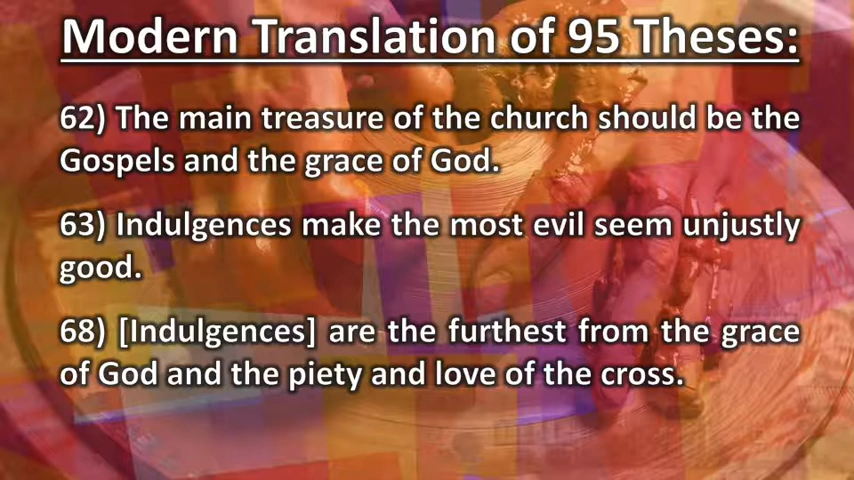 Modern Translation of 95 Theses:
62) The main treasure of the church should be the
Gospels and the grace of God.
63) Indulgences make the most evil seem unjustly
good.
68) [Indulgences] are the furthest from the grace
of God and the piety and love of the cross.